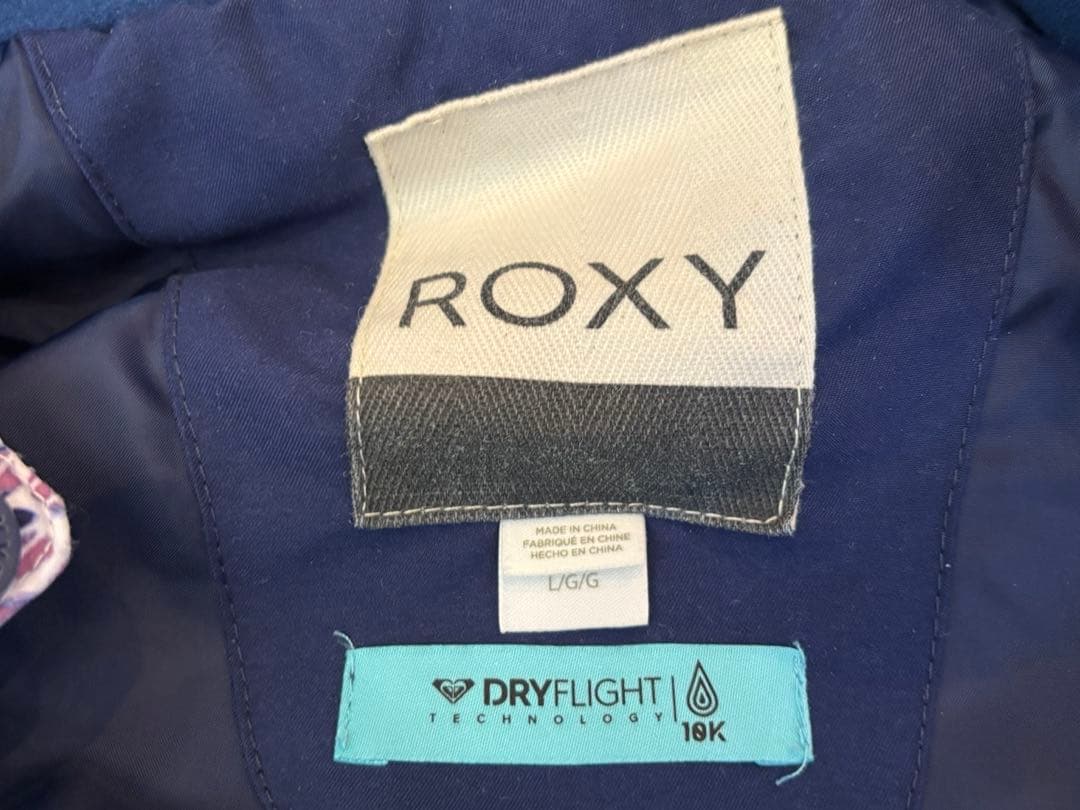 ROXY
MADE IN CHINA
FABRIQUÉ EN CHINE
HECHO EN CHINA
L/G/G
DRYFLIGHT
TECHNOLOGY
10K